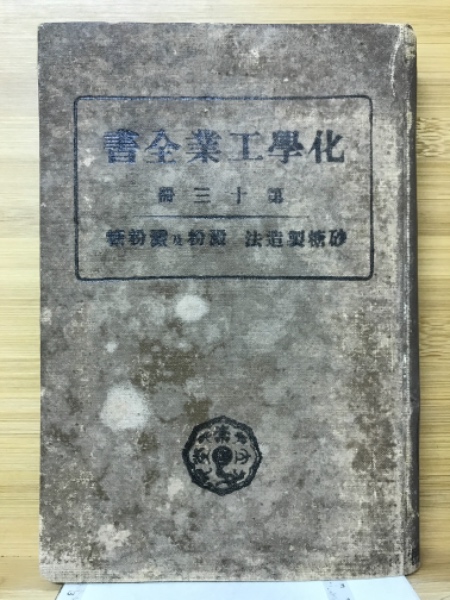 化學工業全書
第十三冊
砂糖製造法 澱粉及澱粉糖